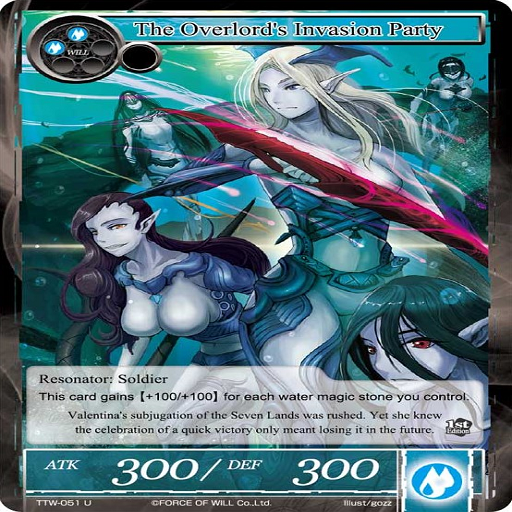 The Overlord's Invasion Party
WILL
Resonator: Soldier
This card gains 【+100/+100】 for each water magic stone you control.
Valentina's subjugation of the Seven Lands was rushed. Yet she knew
the celebration of a quick victory only meant losing it in the future.
1st
Edition
ATK 300 / DEF 300
TTW-051 U ©FORCE OF WILL Co.,Ltd. Illust/gozz